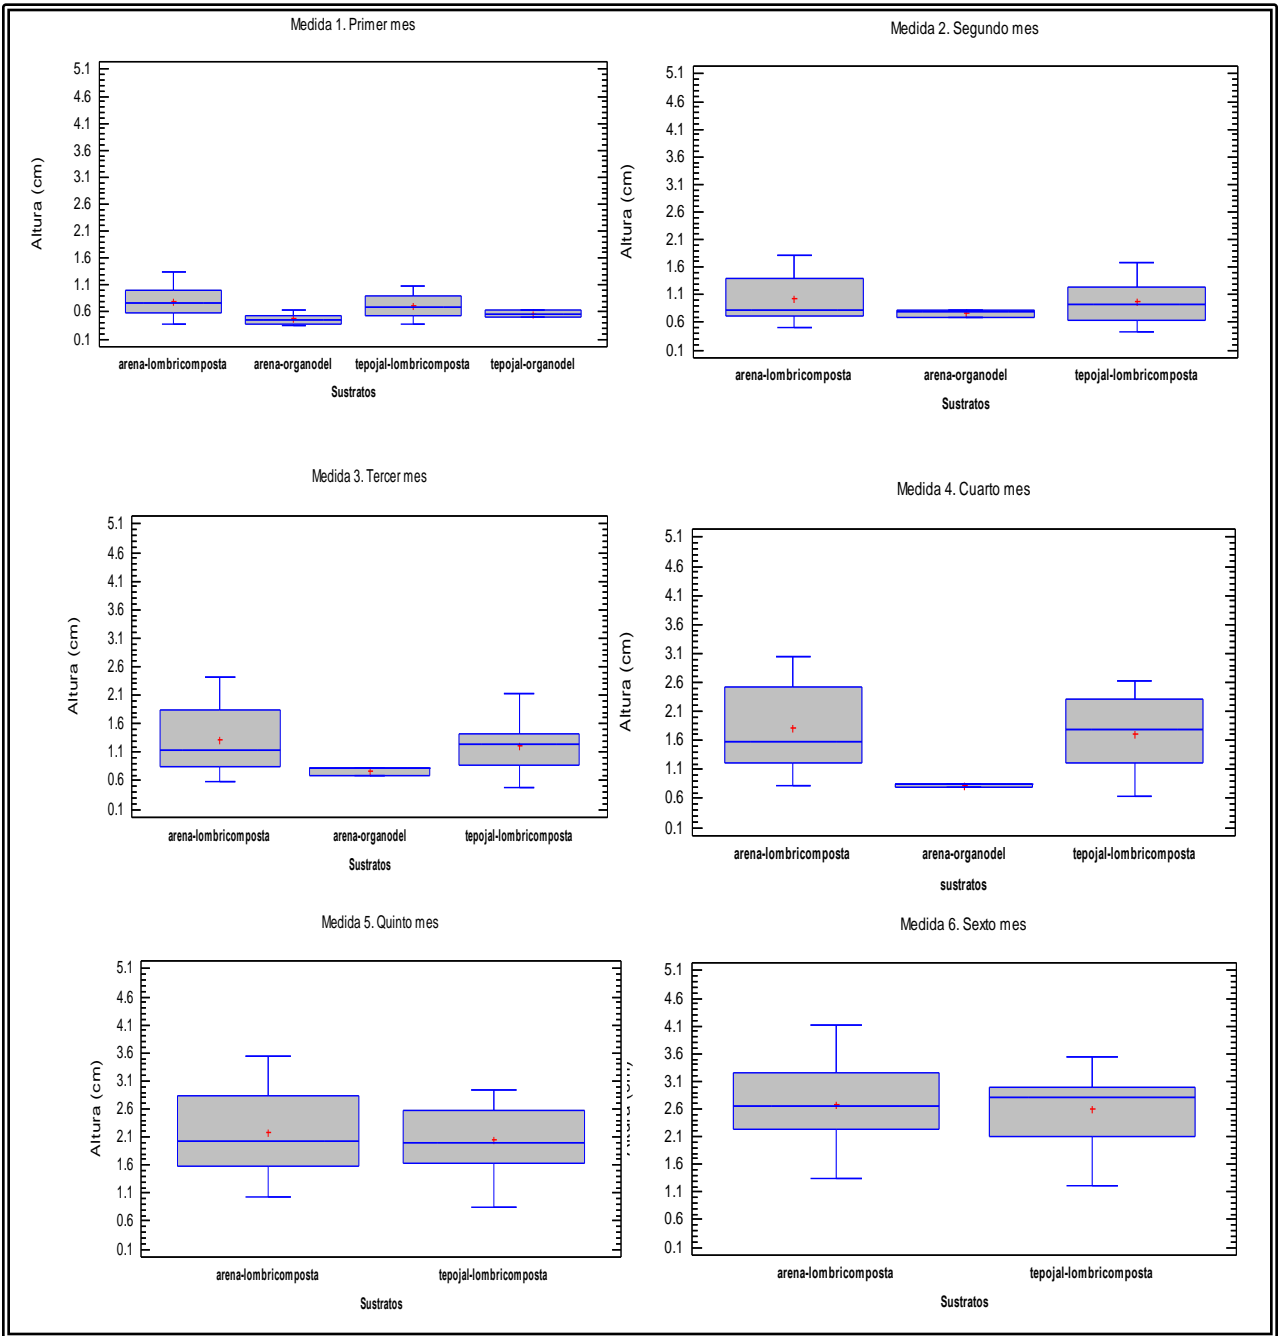 Medida 1. Primer mes
Altura (cm)
5.1
4.6
4.1
3.6
3.1
2.6
2.1
1.6
1.1
0.6
0.1
arena-lombricomposta arena-organodel tepojal-lombricomposta tepojal-organodel
Sustratos
Medida 2. Segundo mes
Altura (cm)
5.1
4.6
4.1
3.6
3.1
2.6
2.1
1.6
1.1
0.6
0.1
arena-lombricomposta arena-organodel tepojal-lombricomposta
Sustratos
Medida 3. Tercer mes
Altura (cm)
5.1
4.6
4.1
3.6
3.1
2.6
2.1
1.6
1.1
0.6
0.1
arena-lombricomposta arena-organodel tepojal-lombricomposta
Sustratos
Medida 4. Cuarto mes
Altura (cm)
5.1
4.6
4.1
3.6
3.1
2.6
2.1
1.6
1.1
0.6
0.1
arena-lombricomposta arena-organodel tepojal-lombricomposta
sustratos
Medida 5. Quinto mes
Altura (cm)
5.1
4.6
4.1
3.6
3.1
2.6
2.1
1.6
1.1
0.6
0.1
arena-lombricomposta tepojal-lombricomposta
Sustratos
Medida 6. Sexto mes
5.1
4.6
4.1
3.6
3.1
2.6
2.1
1.6
1.1
0.6
0.1
arena-lombricomposta tepojal-lombricomposta
Sustratos